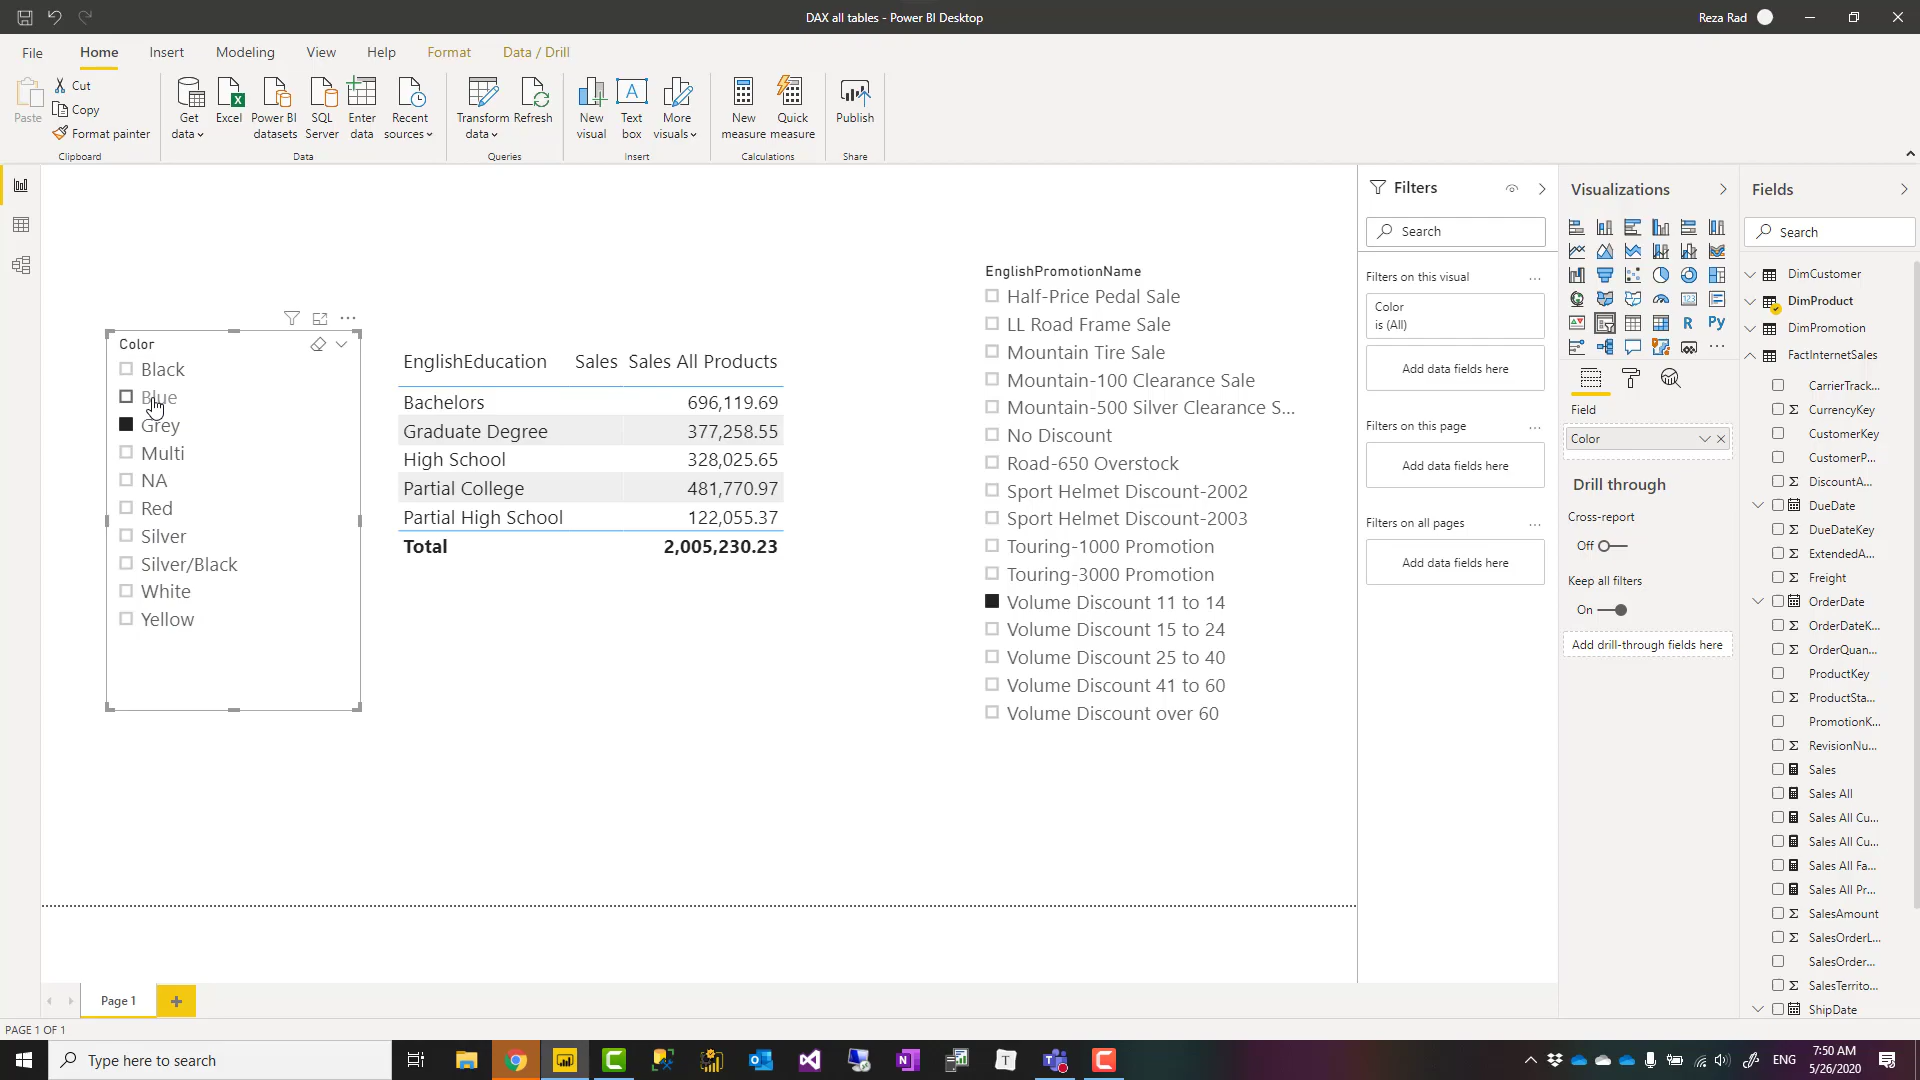 DAX all tables - Power BI Desktop
Reza Rad
File
Home
Insert
Modeling
View
Help
Format
Data / Drill
Paste
Cut
Copy
Format painter
Clipboard
Get data
Excel
Power BI datasets
SQL Server
Enter data
Recent sources
Data
Transform data
Refresh
Queries
New visual
Text box
More visuals
Insert
New measure
Quick measure
Calculations
Publish
Share
Color
Black
Blue
Grey
Multi
NA
Red
Silver
Silver/Black
White
Yellow
EnglishEducation Sales Sales All Products
Bachelors 696,119.69
Graduate Degree 377,258.55
High School 328,025.65
Partial College 481,770.97
Partial High School 122,055.37
Total 2,005,230.23
EnglishPromotionName
Half-Price Pedal Sale
LL Road Frame Sale
Mountain Tire Sale
Mountain-100 Clearance Sale
Mountain-500 Silver Clearance S...
No Discount
Road-650 Overstock
Sport Helmet Discount-2002
Sport Helmet Discount-2003
Touring-1000 Promotion
Touring-3000 Promotion
Volume Discount 11 to 14
Volume Discount 15 to 24
Volume Discount 25 to 40
Volume Discount 41 to 60
Volume Discount over 60
Filters
Search
Filters on this visual ...
Color
is (All)
Add data fields here
Filters on this page ...
Add data fields here
Filters on all pages ...
Add data fields here
Visualizations
R
Py
...
Field
Color
Drill through
Cross-report
Off
Keep all filters
On
Add drill-through fields here
Fields
Search
DimCustomer
DimProduct
DimPromotion
FactInternetSales
CarrierTrack...
CurrencyKey
CustomerKey
CustomerP...
DiscountA...
DueDate
DueDateKey
ExtendedA...
Freight
OrderDate
OrderDateK...
OrderQuan...
ProductKey
ProductSta...
PromotionK...
RevisionNu...
Sales
Sales All
Sales All Cu...
Sales All Cu...
Sales All Fa...
Sales All Pr...
SalesAmount
SalesOrderL...
SalesOrder...
SalesTerrito...
ShipDate
Page 1
PAGE 1 OF 1
Type here to search
ENG
7:50 AM
5/26/2020